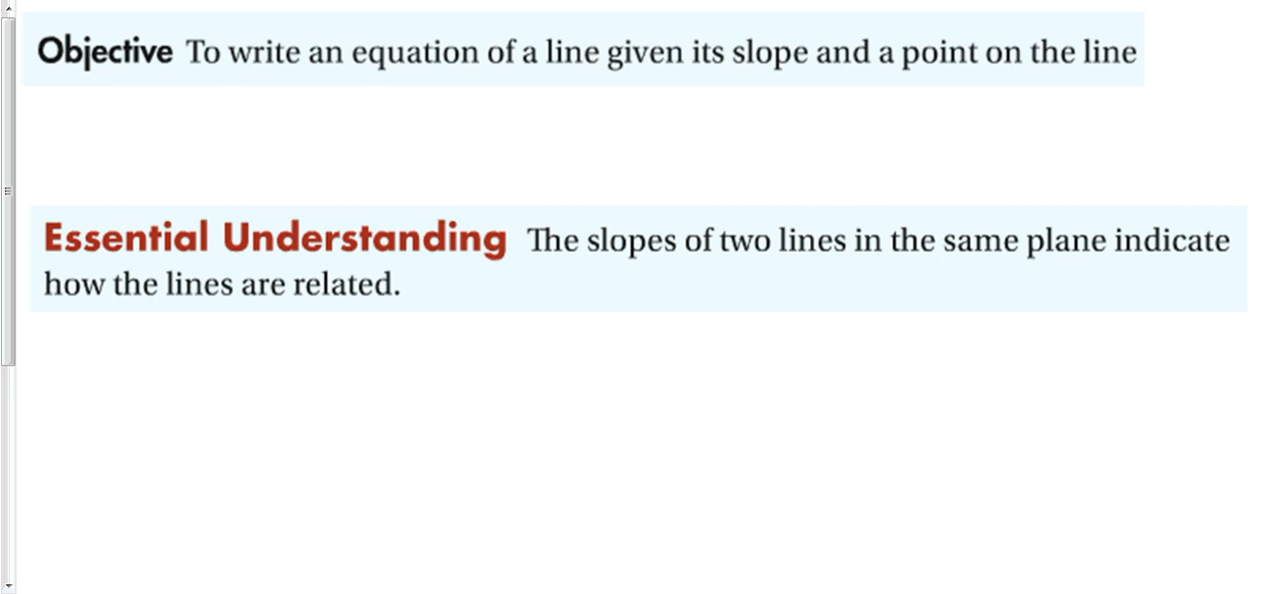 Objective To write an equation of a line given its slope and a point on the line
Essential Understanding The slopes of two lines in the same plane indicate
how the lines are related.